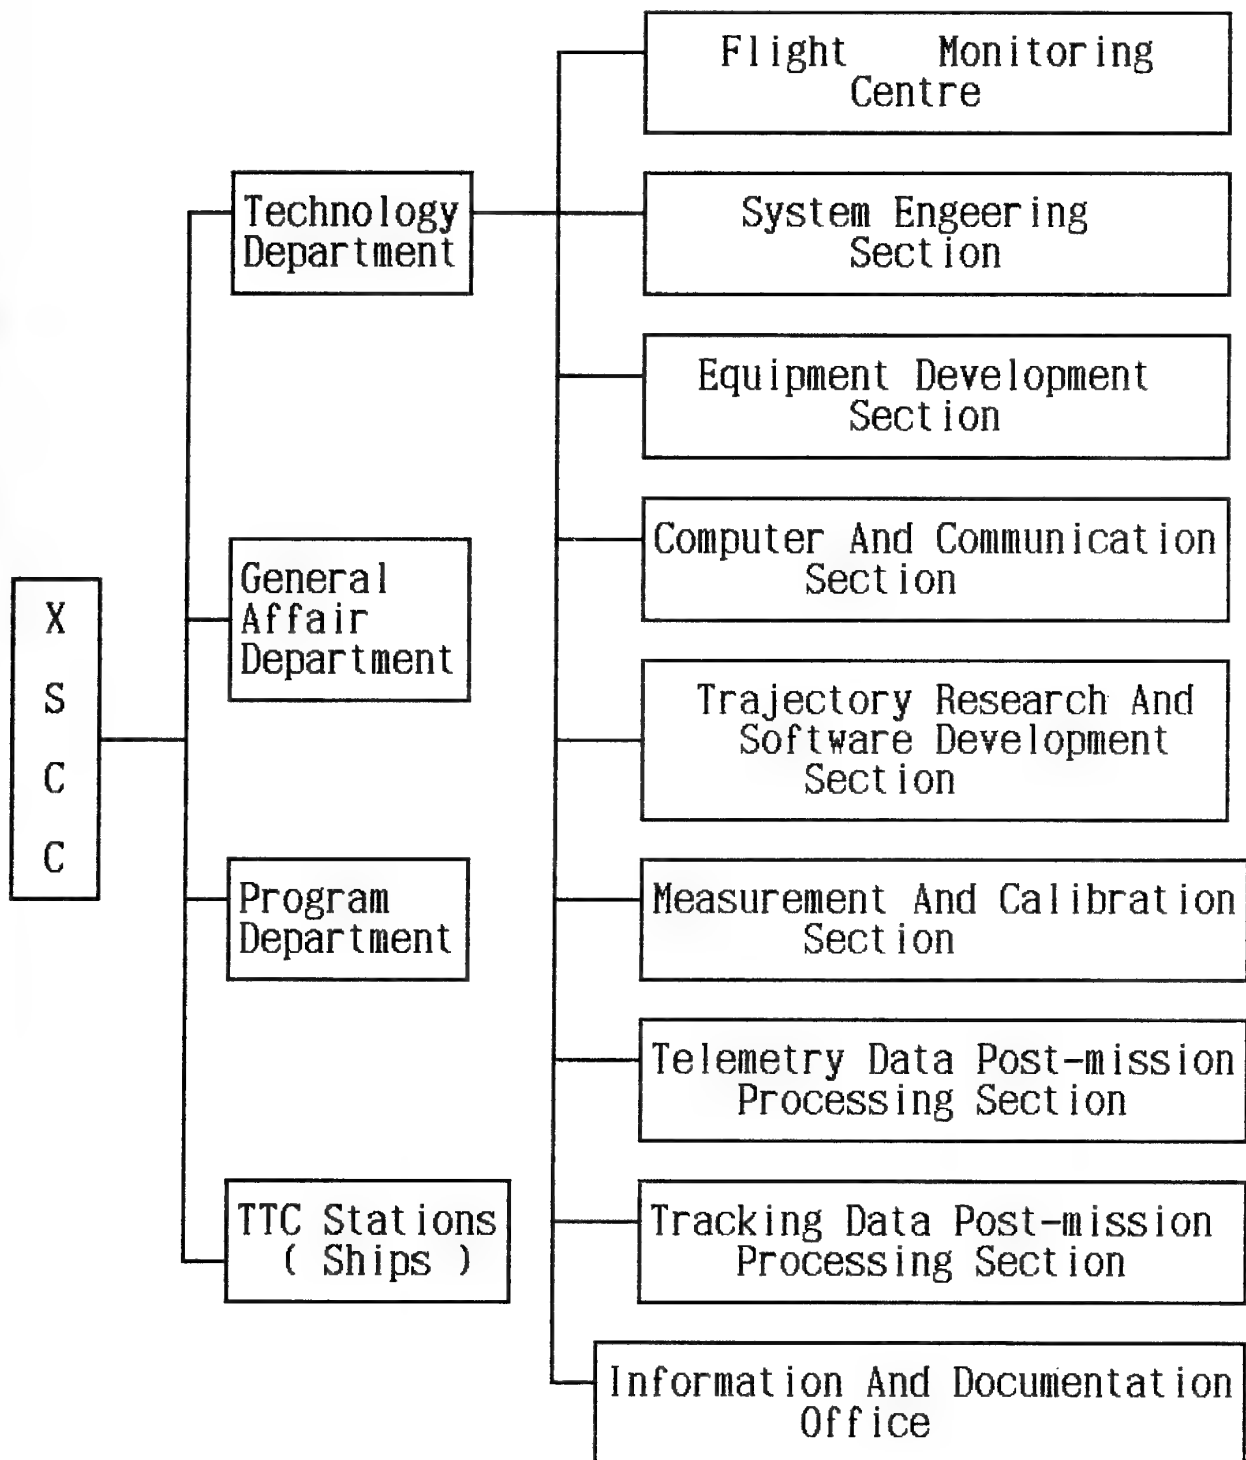 X
S
C
C
Technology
Department
General
Affair
Department
Program
Department
TTC Stations
( Ships )
Flight Monitoring
Centre
System Engeering
Section
Equipment Development
Section
Computer And Communication
Section
Trajectory Research And
Software Development
Section
Measurement And Calibration
Section
Telemetry Data Post-mission
Processing Section
Tracking Data Post-mission
Processing Section
Information And Documentation
Office